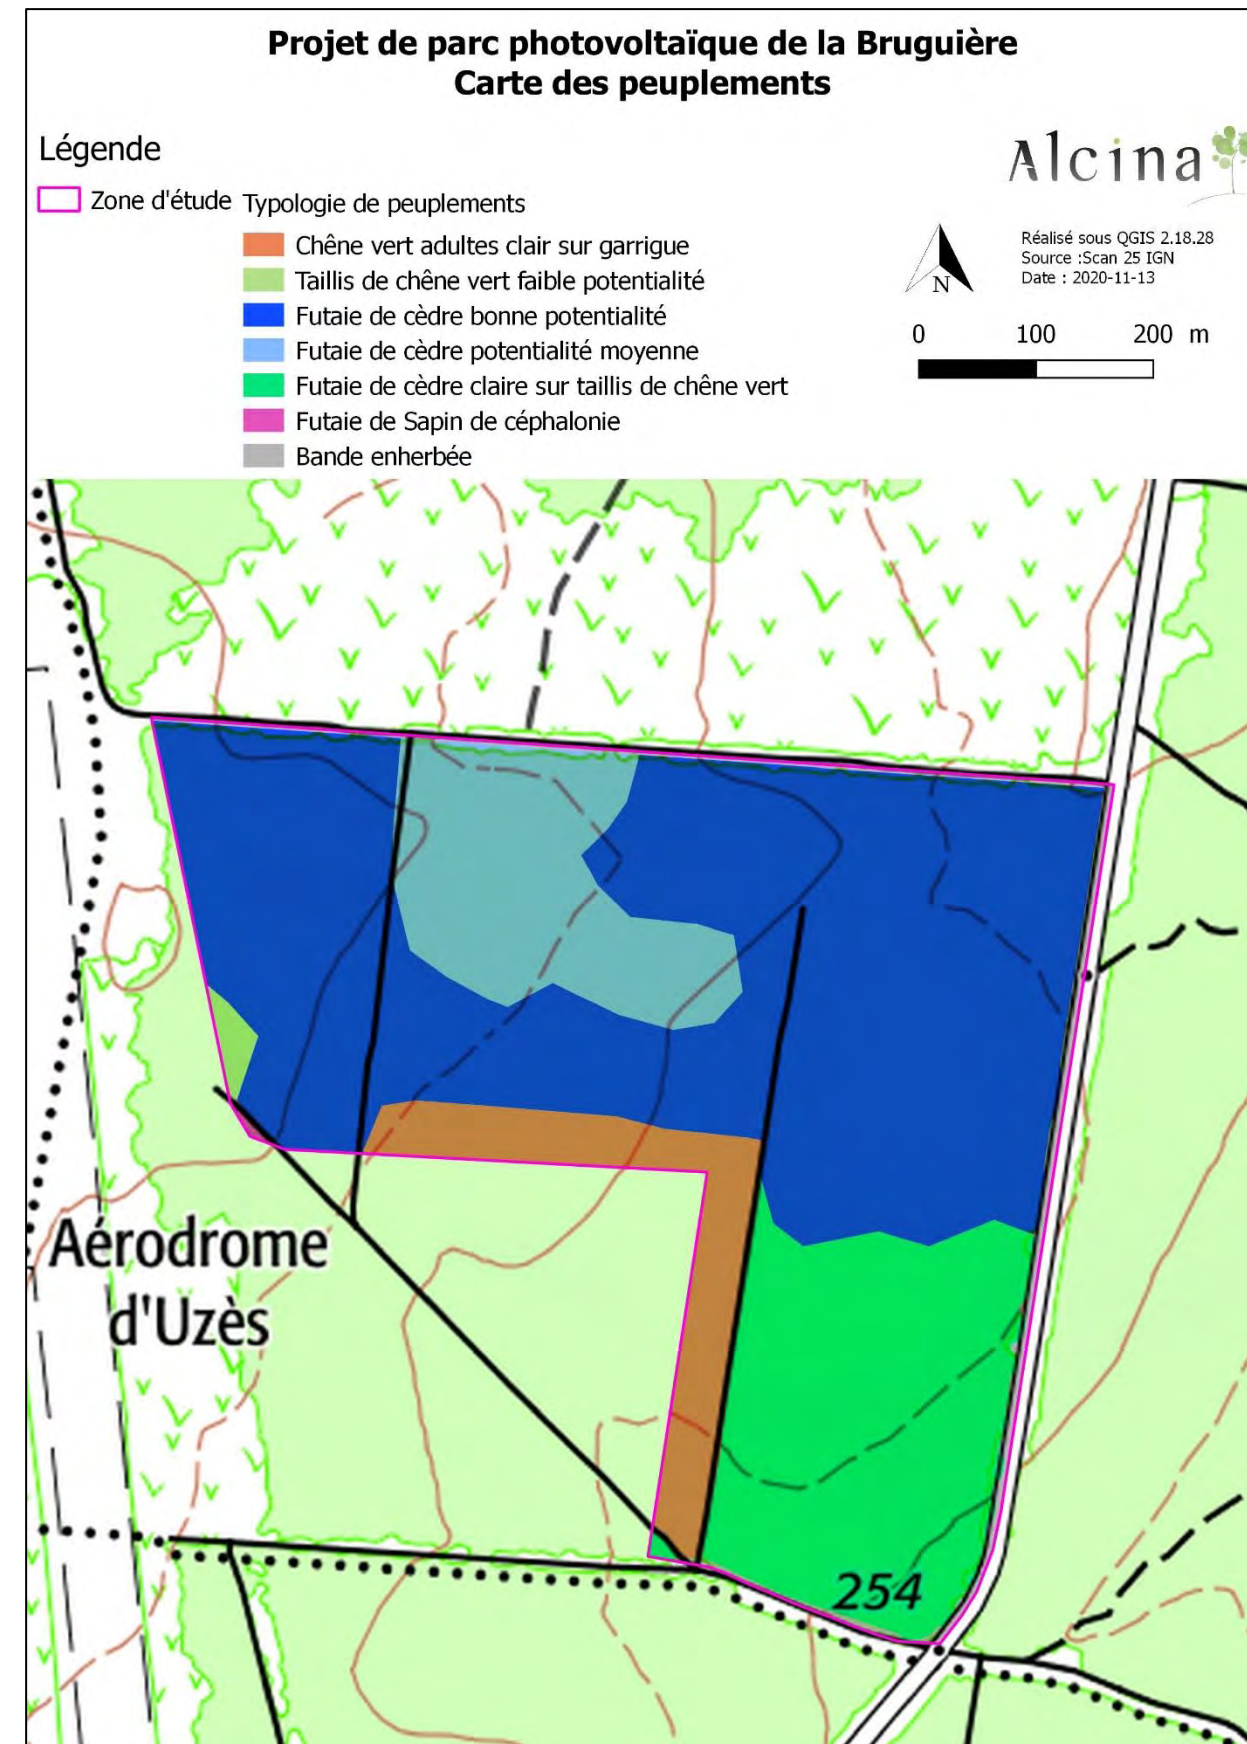 Projet de parc photovoltaïque de la Bruguière
Carte des peuplements
Légende
Zone d'étude
Typologie de peuplements
Chêne vert adultes clair sur garrigue
Taillis de chêne vert faible potentialité
Futaie de cèdre bonne potentialité
Futaie de cèdre potentialité moyenne
Futaie de cèdre claire sur taillis de chêne vert
Futaie de Sapin de céphalonie
Bande enherbée
Alcina
N
Réalisé sous QGIS 2.18.28
Source :Scan 25 IGN
Date : 2020-11-13
0 100 200 m
Aérodrome
d'Uzès
254